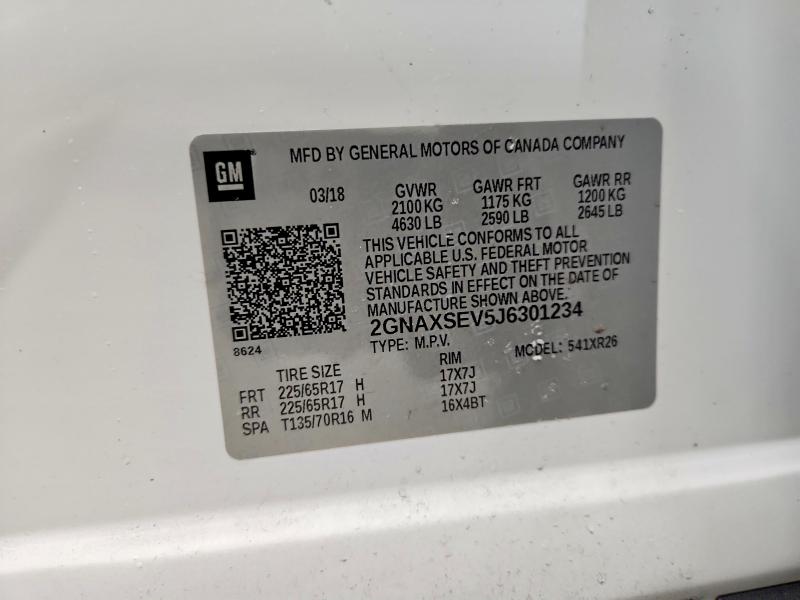 GM
MFD BY GENERAL MOTORS OF CANADA COMPANY
03/18 GVWR GAWR FRT GAWR RR
2100 KG 1175 KG 1200 KG
4630 LB 2590 LB 2645 LB
THIS VEHICLE CONFORMS TO ALL
APPLICABLE U.S. FEDERAL MOTOR
VEHICLE SAFETY AND THEFT PREVENTION
STANDARDS IN EFFECT ON THE DATE OF
MANUFACTURE SHOWN ABOVE.
2GNAXSEV5J6301234
8624
TYPE: M.P.V. MODEL: 541XR26
TIRE SIZE RIM
FRT 225/65R17 H 17X7J
RR 225/65R17 H 17X7J
SPA T135/70R16 M 16X4BT